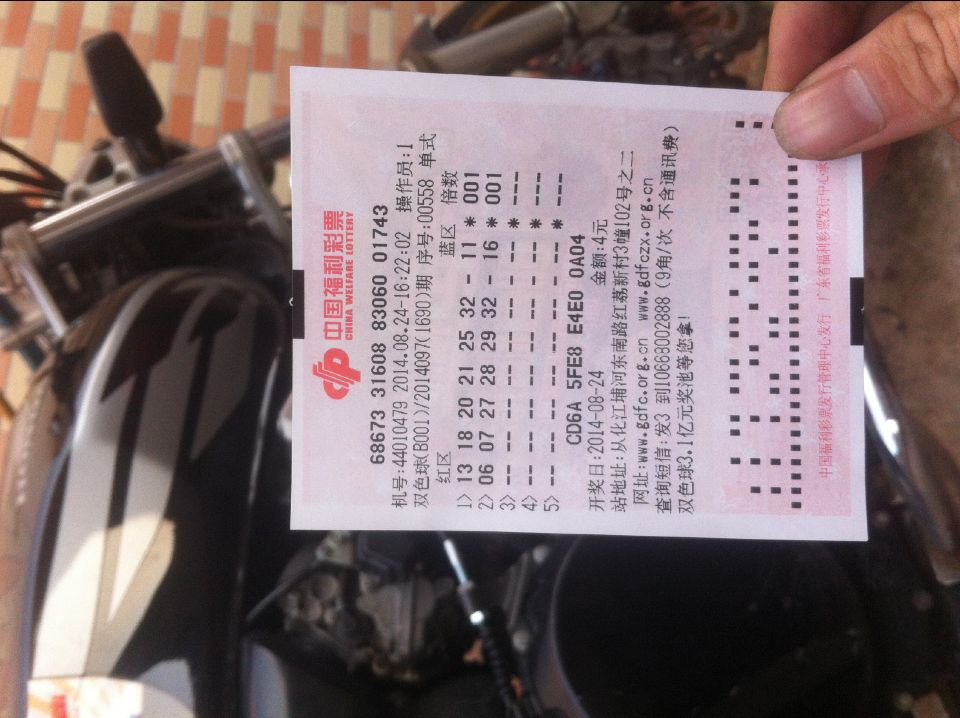 中国福利彩票
CHINA WELFARE LOTTERY
68673 31608 83060 01743
机号:44010479 2014.08.24-16:22:02 操作员:1
双色球(B001)/2014097(1690)期 序号:00558 单式
红区 蓝区 倍数
1> 13 18 20 21 25 32 - 11 * 001
2> 06 07 27 28 29 32 - 16 * 001
3> -- -- -- -- -- -- -- * ---
4> -- -- -- -- -- -- -- * ---
5> -- -- -- -- -- -- -- * ---
CD6A 5FE8 E4E0 0A04
开奖日:2014-08-24 金额:4元
站地址:从化江埔河东南路红荔新村3幢102号之二
网址:www.gdfc.org.cn www.gdfczx.org.cn
查询短信:发3 到10668002888 (9角/次 不含通讯费)
双色球3.1亿元奖池等您拿!
中国福利彩票发行管理中心发行 广东省福利彩票发行中心承